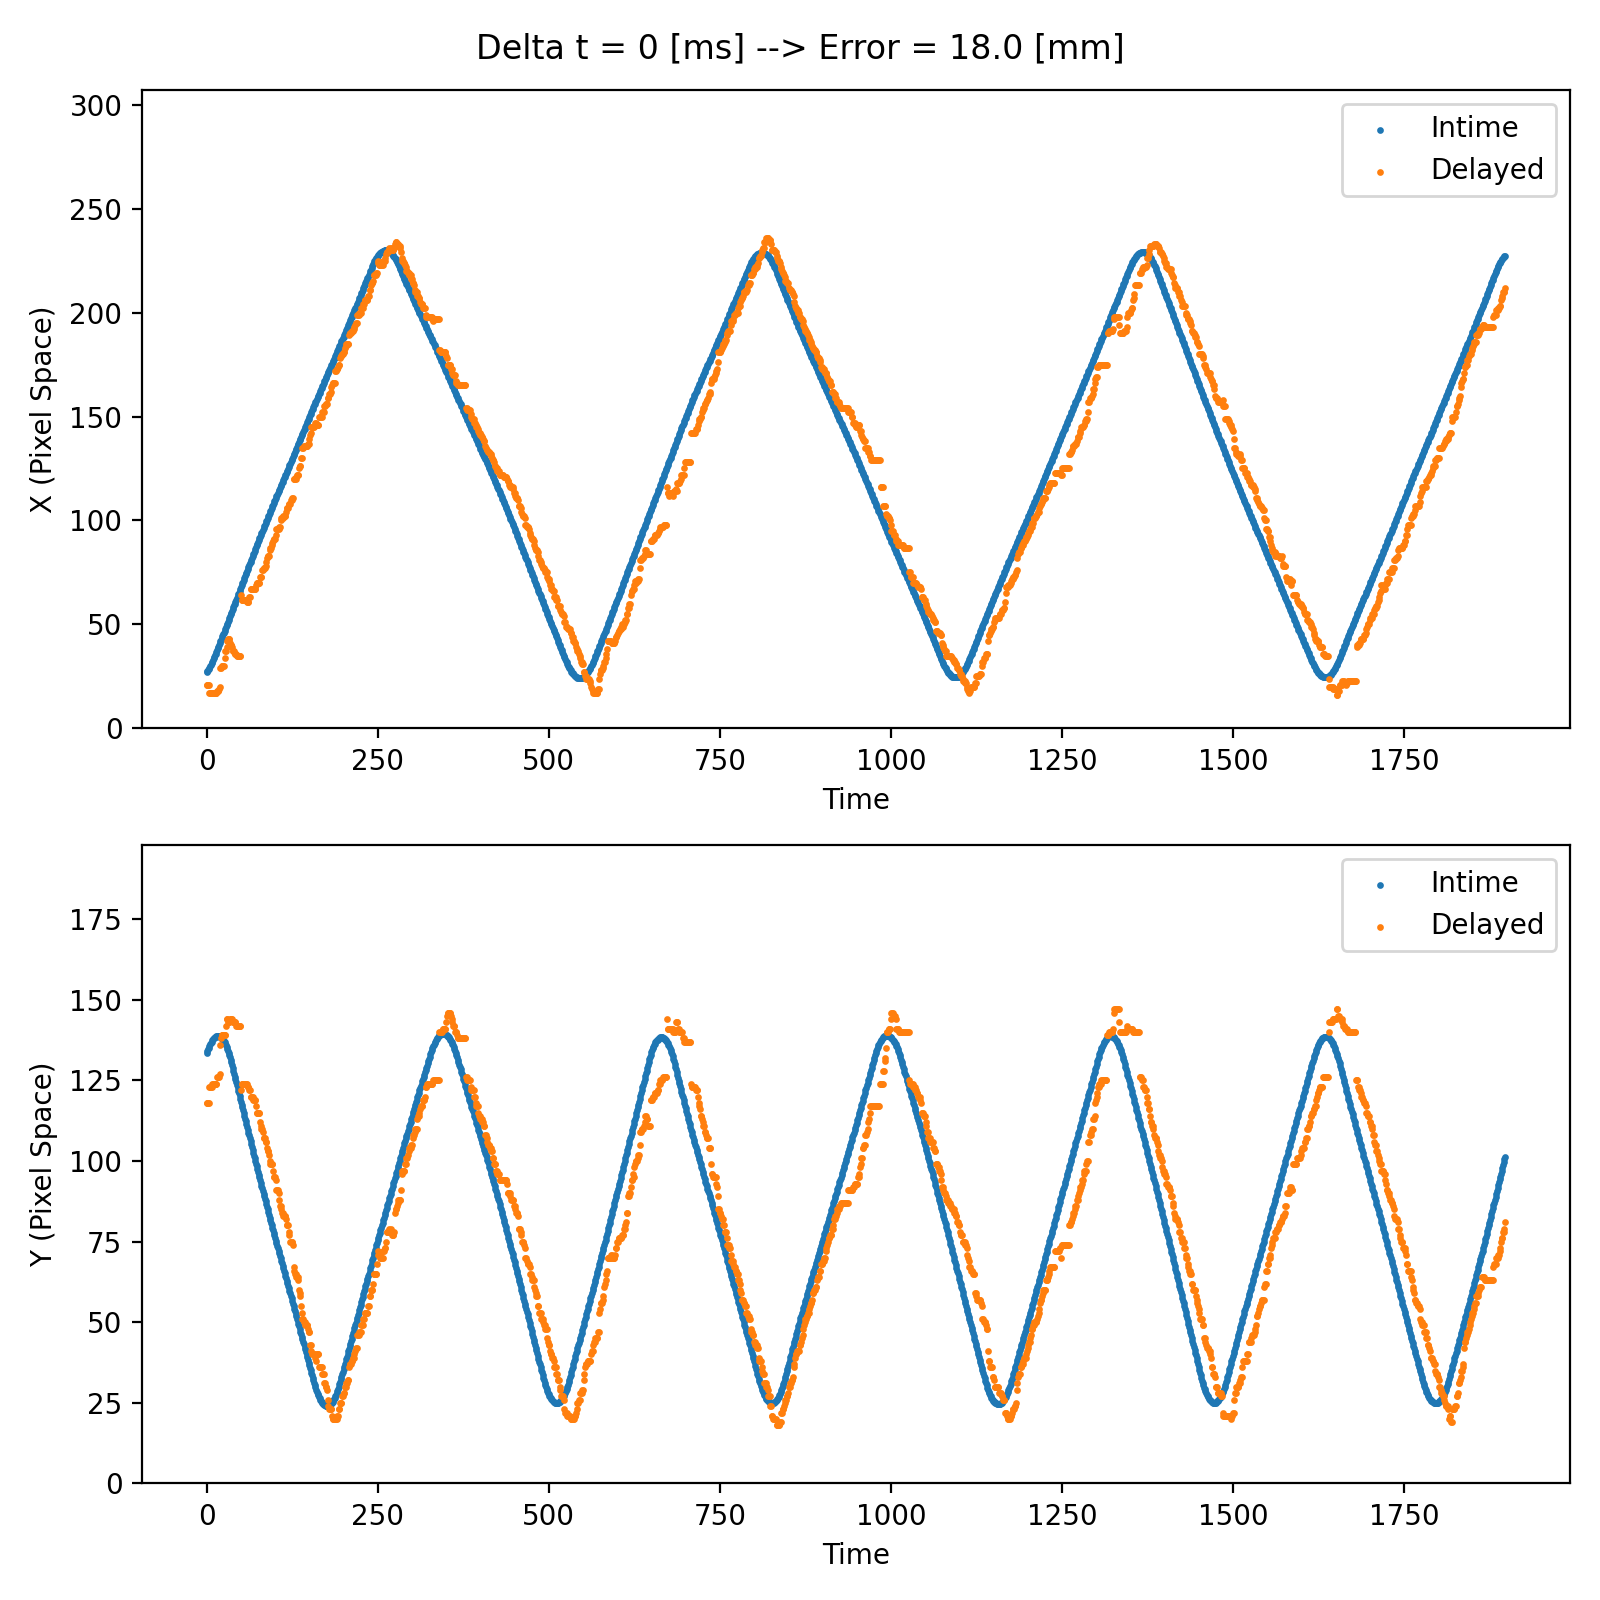 Delta t = 0 [ms] --> Error = 18.0 [mm]
300
250
200
150
100
50
0
X (Pixel Space)
Intime
Delayed
0 250 500 750 1000 1250 1500 1750
Time
175
150
125
100
75
50
25
0
Y (Pixel Space)
Intime
Delayed
0 250 500 750 1000 1250 1500 1750
Time